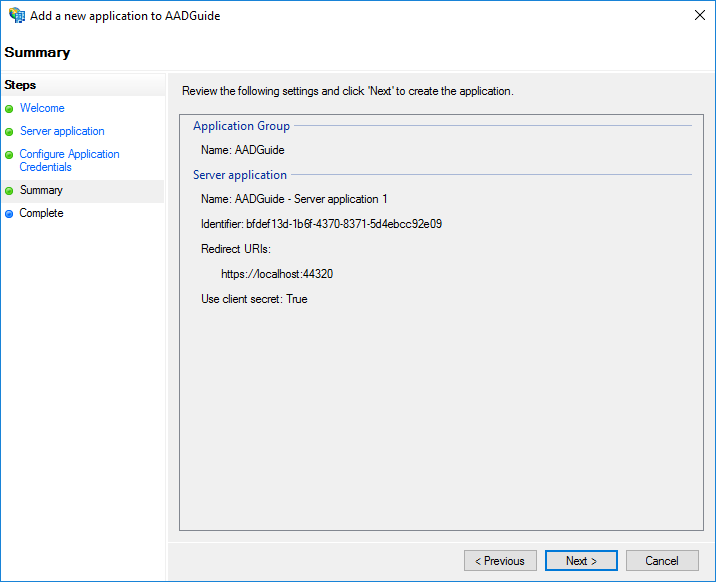 Add a new application to AADGuide
Summary
Steps
Welcome
Server application
Configure Application
Credentials
Summary
Complete
Review the following settings and click 'Next' to create the application.
Application Group
Name: AADGuide
Server application
Name: AADGuide - Server application 1
Identifier: bfdef13d-1b6f-4370-8371-5d4ebcc92e09
Redirect URIs:
https://localhost:44320
Use client secret: True
< Previous
Next >
Cancel